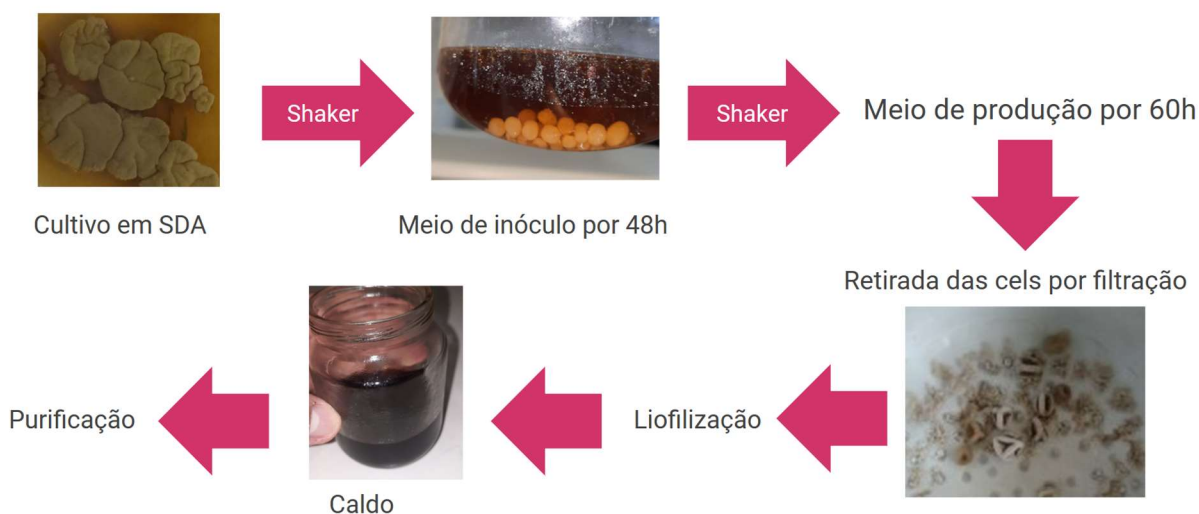 Shaker
Shaker
Meio de produção por 60h
Cultivo em SDA
Meio de inóculo por 48h
Retirada das cels por filtração
Purificação
Liofilização
Caldo